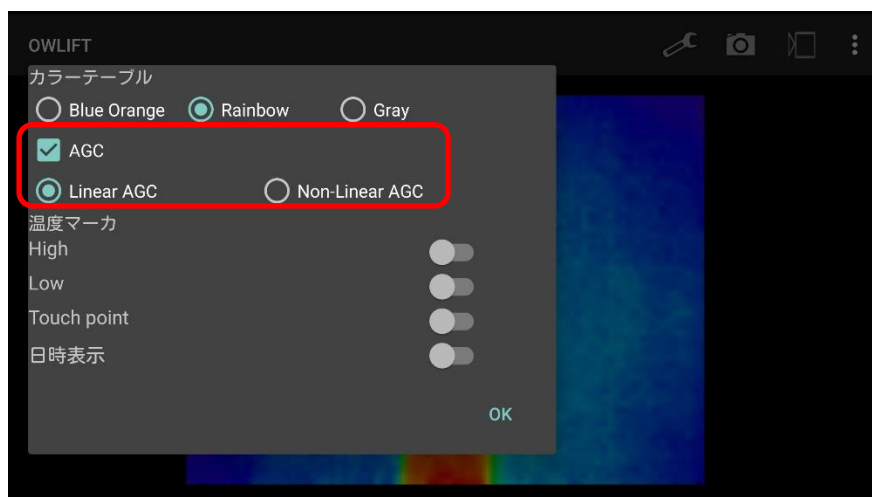 OWLIFT
カラーテーブル
Blue Orange Rainbow Gray
AGC
Linear AGC Non-Linear AGC
温度マーカ
High
Low
Touch point
日時表示
OK